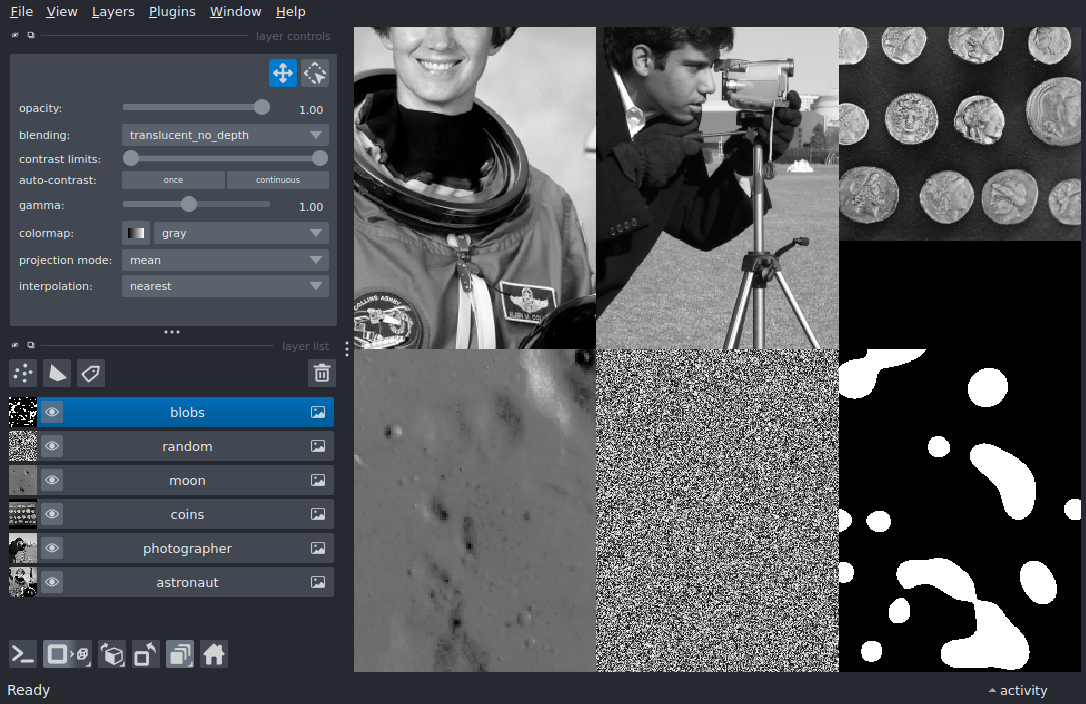 File View Layers Plugins Window Help
layer controls
opacity: 1.00
blending: translucent_no_depth
contrast limits:
auto-contrast: once continuous
gamma: 1.00
colormap: gray
projection mode: mean
interpolation: nearest
layer list
blobs
random
moon
coins
photographer
astronaut
Ready
activity